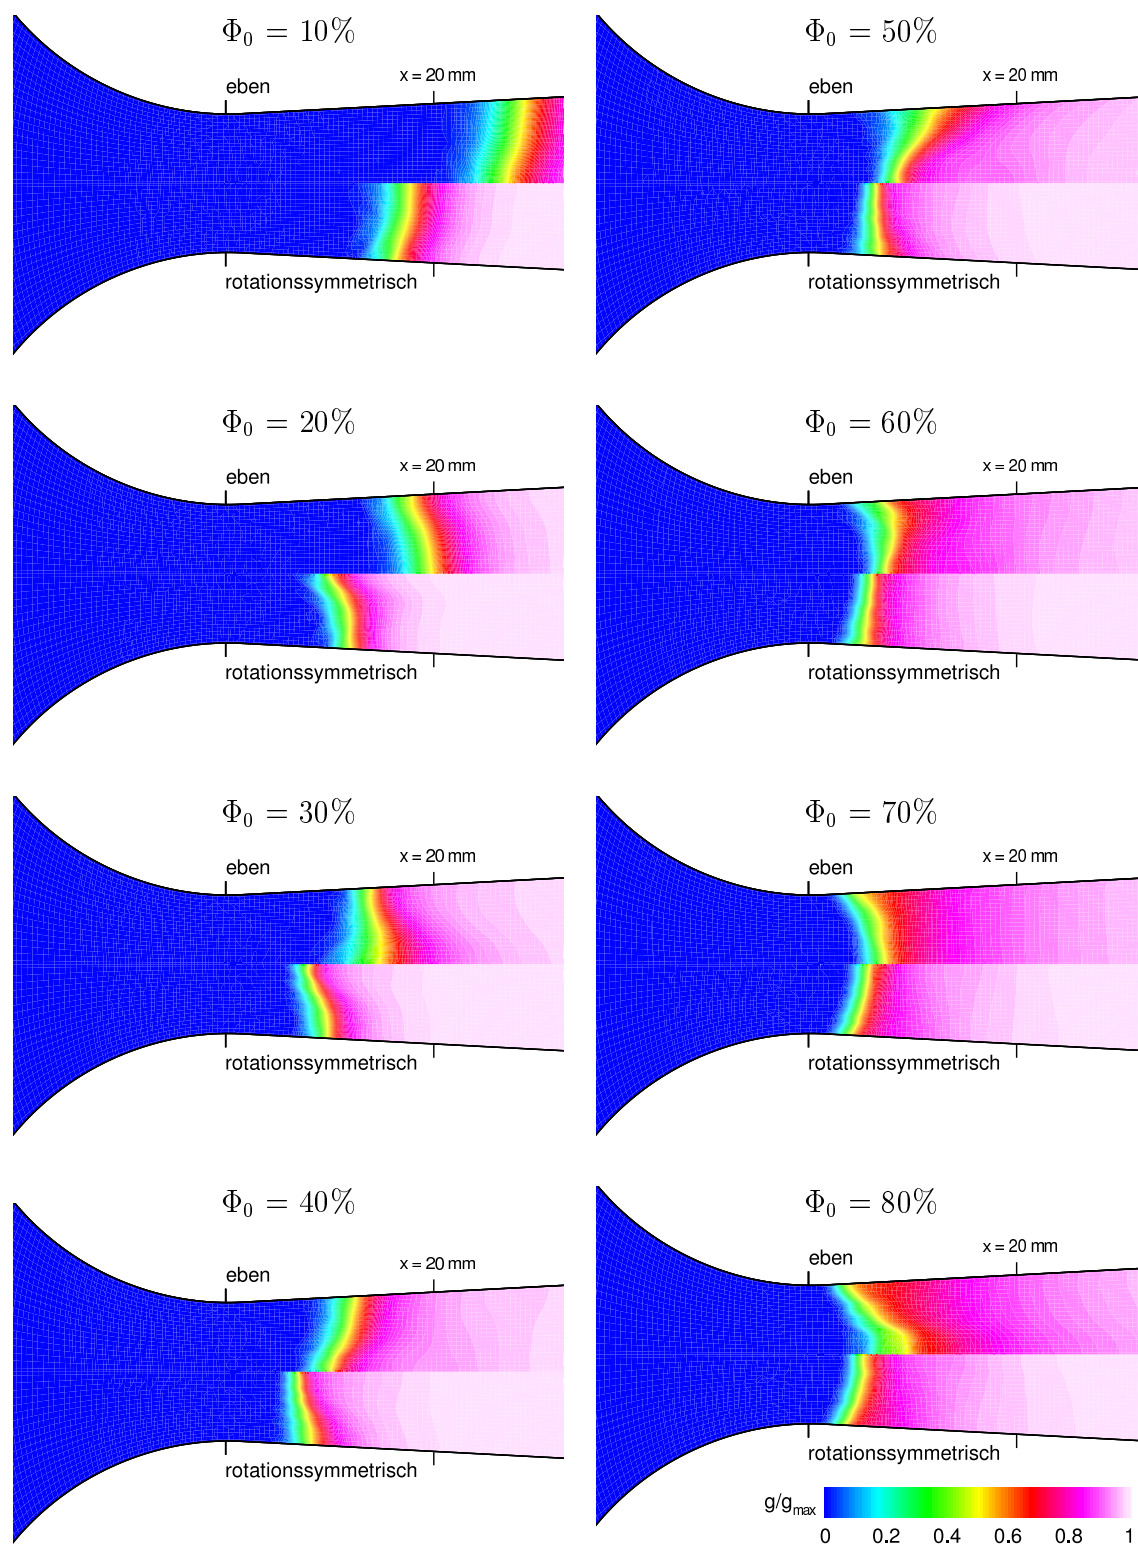 Φ₀ = 10%
eben
x = 20 mm
rotationssymmetrisch
Φ₀ = 50%
eben
x = 20 mm
rotationssymmetrisch
Φ₀ = 20%
eben
x = 20 mm
rotationssymmetrisch
Φ₀ = 60%
eben
x = 20 mm
rotationssymmetrisch
Φ₀ = 30%
eben
x = 20 mm
rotationssymmetrisch
Φ₀ = 70%
eben
x = 20 mm
rotationssymmetrisch
Φ₀ = 40%
eben
x = 20 mm
rotationssymmetrisch
Φ₀ = 80%
eben
x = 20 mm
rotationssymmetrisch
g/gmax
0 0.2 0.4 0.6 0.8 1